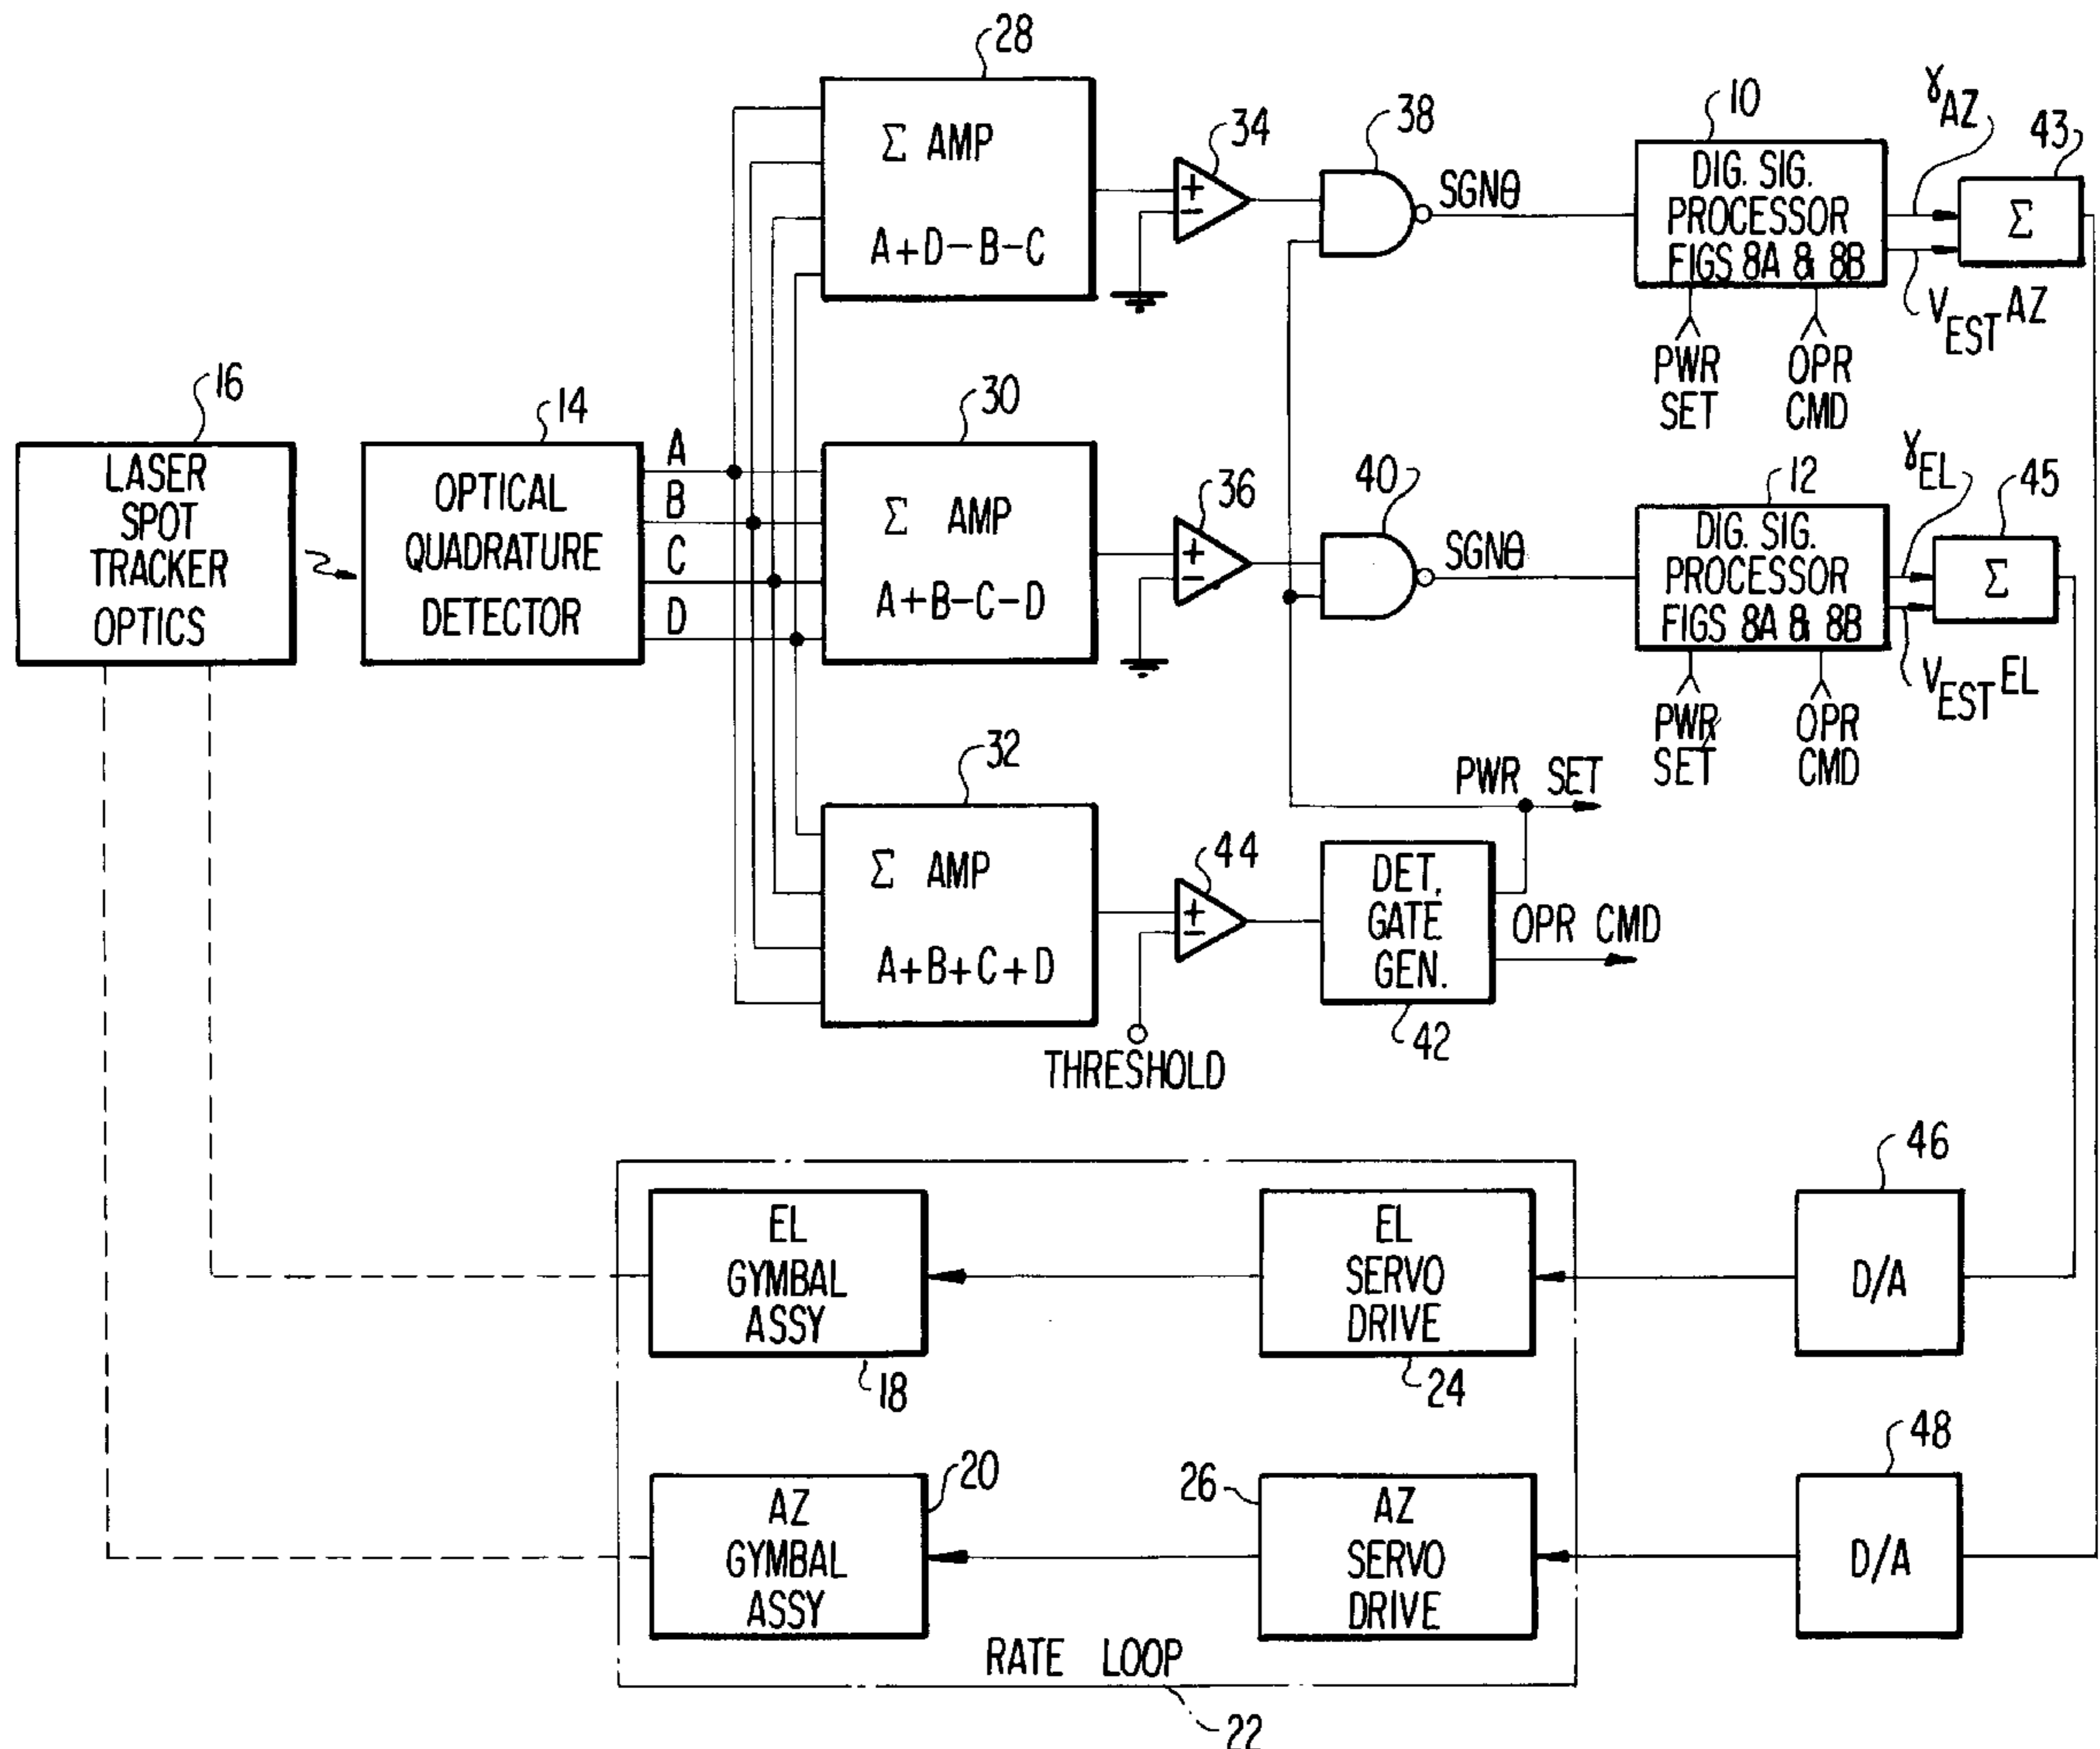 28
Σ AMP
A+D-B-C
34
38
SGNθ
10
DIG. SIG.
PROCESSOR
FIGS 8A & 8B
γAZ
43
Σ
VEST AZ
PWR
SET
OPR
CMD
16
LASER
SPOT
TRACKER
OPTICS
14
OPTICAL
QUADRATURE
DETECTOR
A
B
C
D
30
Σ AMP
A+B-C-D
36
40
SGNθ
12
DIG. SIG.
PROCESSOR
FIGS 8A & 8B
γEL
45
Σ
VEST EL
PWR
SET
OPR
CMD
32
Σ AMP
A+B+C+D
44
THRESHOLD
DET.
GATE
GEN.
42
PWR SET
OPR CMD
EL
GYMBAL
ASSY
18
EL
SERVO
DRIVE
24
46
D/A
AZ
GYMBAL
ASSY
20
26
AZ
SERVO
DRIVE
48
D/A
RATE LOOP
22